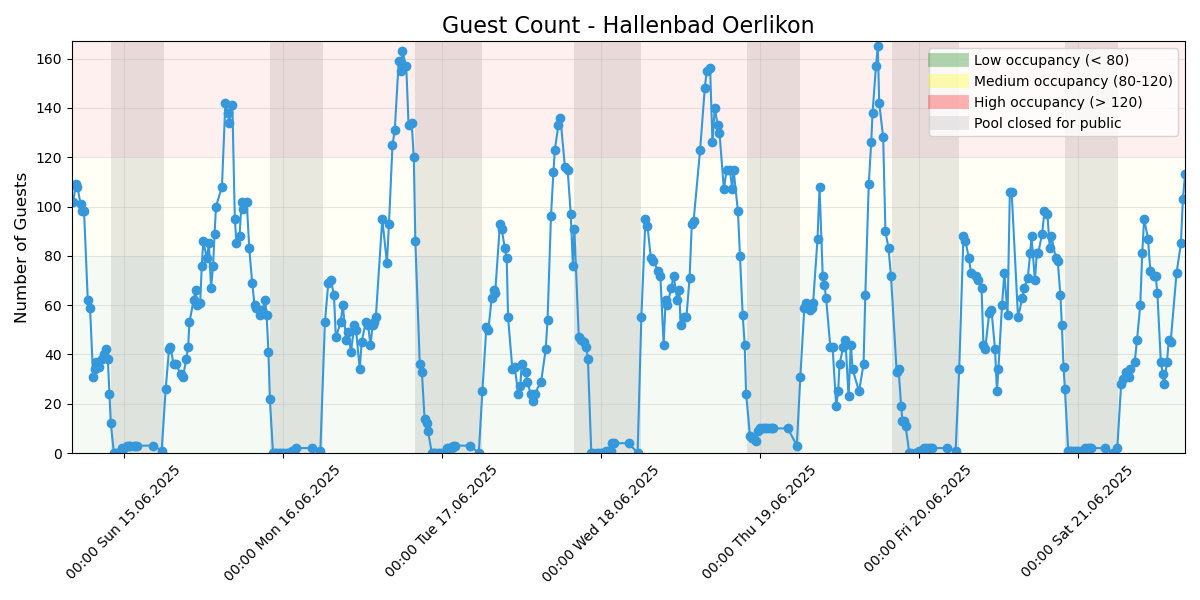 Guest Count - Hallenbad Oerlikon
Number of Guests
160
140
120
100
80
60
40
20
0
Low occupancy (< 80)
Medium occupancy (80-120)
High occupancy (> 120)
Pool closed for public
00:00 Sun 15.06.2025
00:00 Mon 16.06.2025
00:00 Tue 17.06.2025
00:00 Wed 18.06.2025
00:00 Thu 19.06.2025
00:00 Fri 20.06.2025
00:00 Sat 21.06.2025